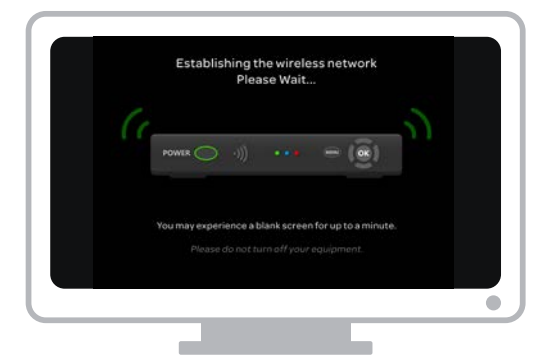 Establishing the wireless network
Please Wait...
POWER
MENU
OK
You may experience a blank screen for up to a minute.
Please do not turn off your equipment.